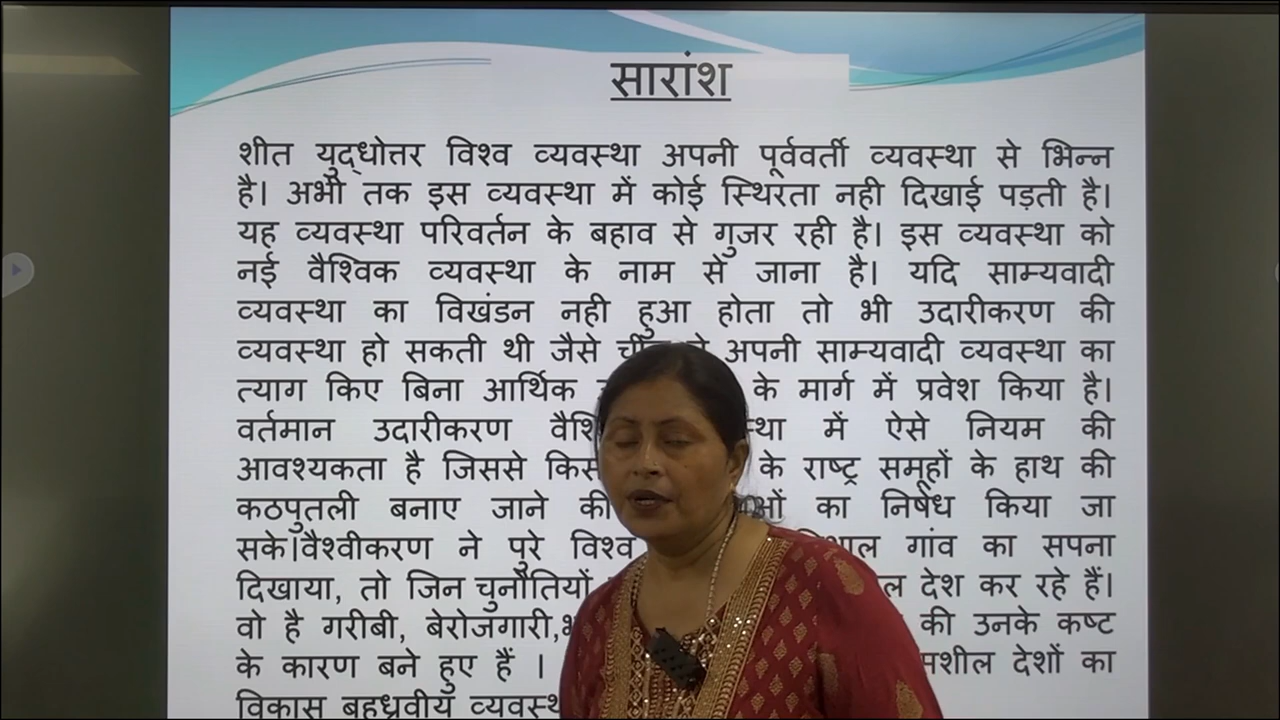 सारांश
शीत युद्धोत्तर विश्व व्यवस्था अपनी पूर्ववर्ती व्यवस्था से भिन्न
है। अभी तक इस व्यवस्था में कोई स्थिरता नही दिखाई पड़ती है।
यह व्यवस्था परिवर्तन के बहाव से गुजर रही है। इस व्यवस्था को
नई वैश्विक व्यवस्था के नाम से जाना है। यदि साम्यवादी
व्यवस्था का विखंडन नही हुआ होता तो भी उदारीकरण की
व्यवस्था हो सकती थी जैसे अपनी साम्यवादी व्यवस्था का
त्याग किए बिना आर्थिक के मार्ग में प्रवेश किया है।
वर्तमान उदारीकरण में ऐसे नियम की
आवश्यकता है जिससे के राष्ट्र समूहों के हाथ की
कठपुतली बनाए जाने की का निषेध किया जा
सके।वैश्वीकरण ने पुरे विश्व गांव का सपना
दिखाया, तो जिन चुनौतियों देश कर रहे हैं।
वो है गरीबी, बेरोजगारी, की उनके कष्ट
के कारण बने हुए हैं । देशों का
विकास बहुध्रुवीय